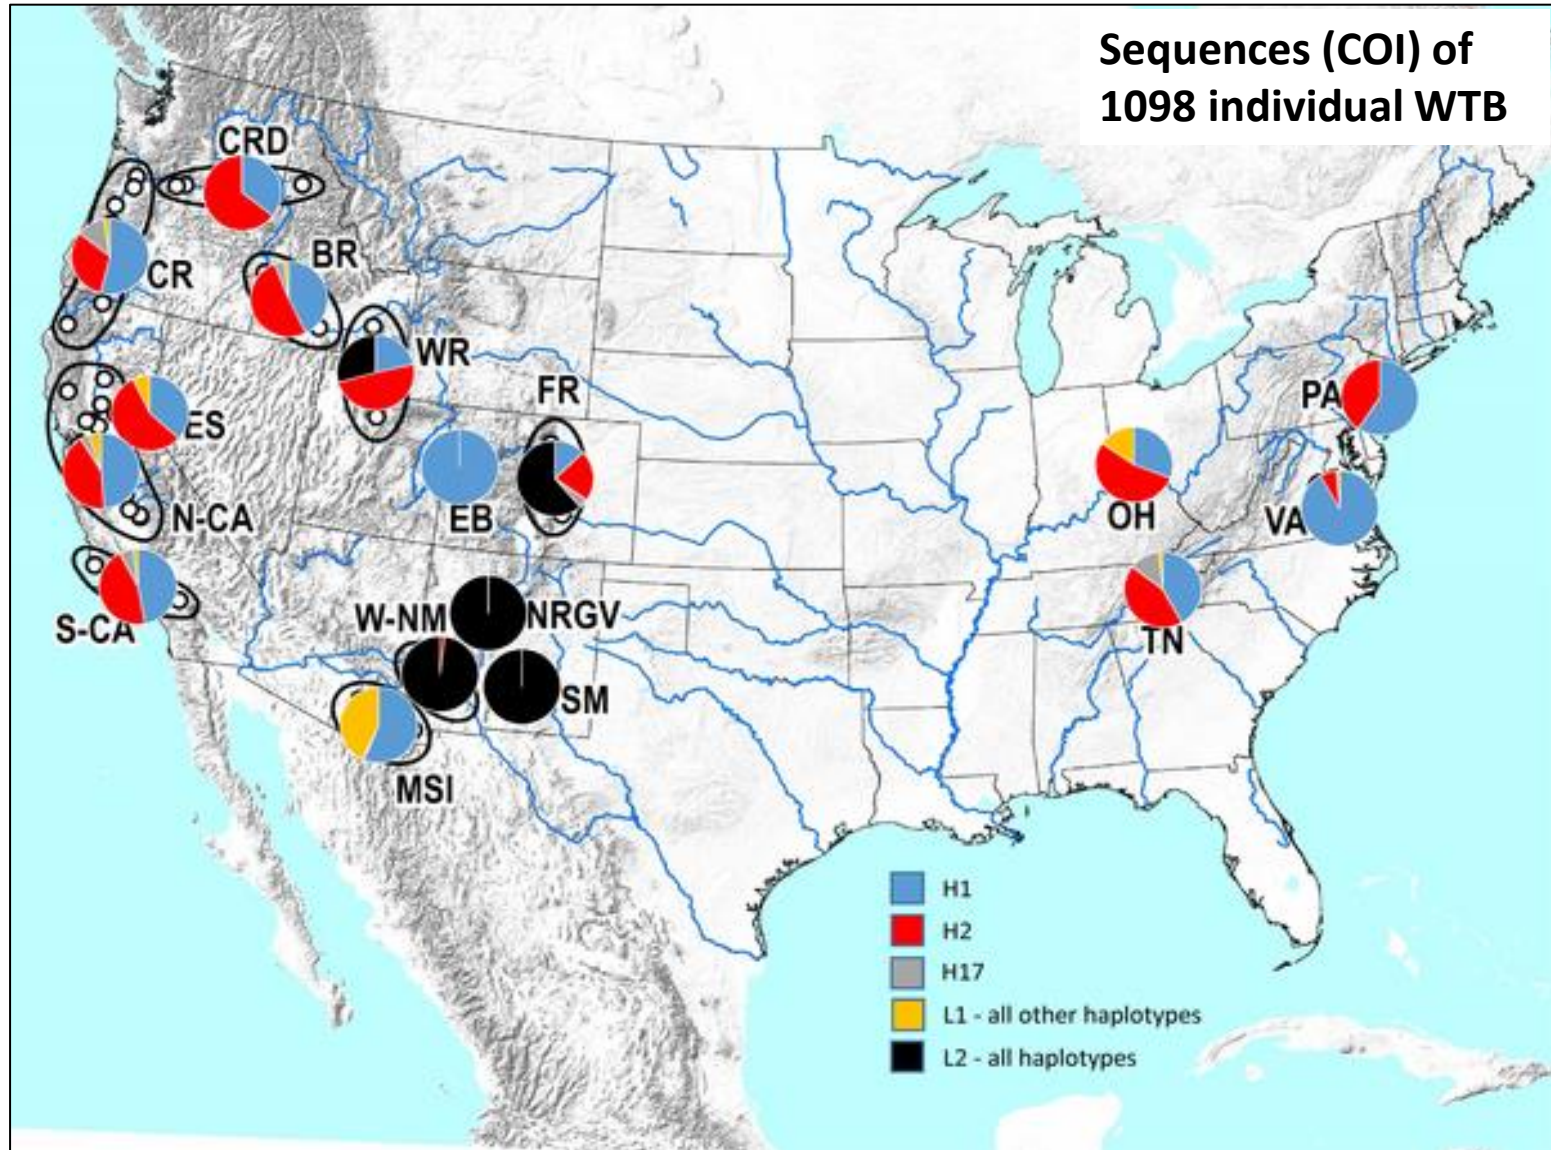 Sequences (COI) of
1098 individual WTB
CRD
CR
BR
WR
FR
ES
EB
N-CA
S-CA
W-NM
NRGV
SM
MSI
PA
OH
VA
TN
H1
H2
H17
L1 - all other haplotypes
L2 - all haplotypes